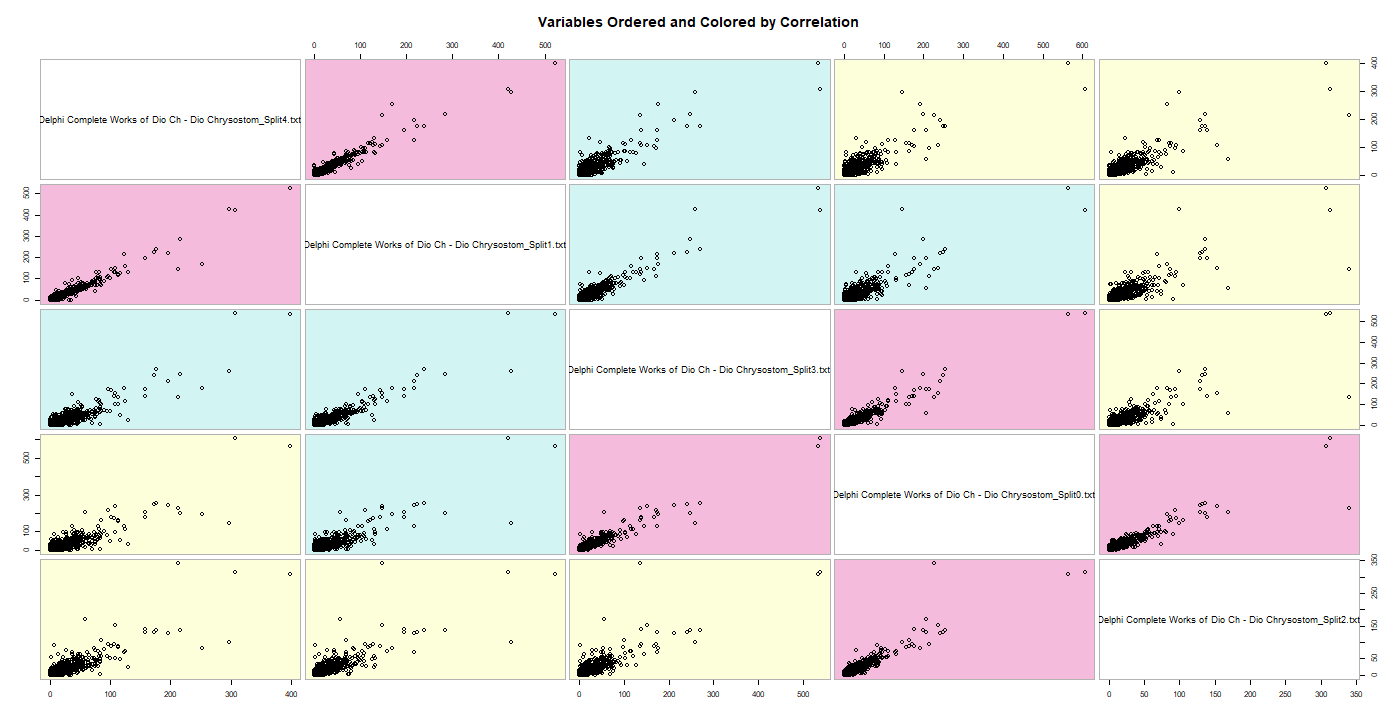 Variables Ordered and Colored by Correlation
0 100 200 300 400 500
0 100 200 300 400 500 600
Delphi Complete Works of Dio Ch - Dio Chrysostom_Split4.txt
0 100 200 300 400
0 100 200 300 400 500
Delphi Complete Works of Dio Ch - Dio Chrysostom_Split1.txt
Delphi Complete Works of Dio Ch - Dio Chrysostom_Split3.txt
0 100 200 300 400 500
0 100 300 500
Delphi Complete Works of Dio Ch - Dio Chrysostom_Split0.txt
Delphi Complete Works of Dio Ch - Dio Chrysostom_Split2.txt
0 50 150 250 350
0 100 200 300 400
0 100 200 300 400 500
0 50 100 150 200 250 300 350